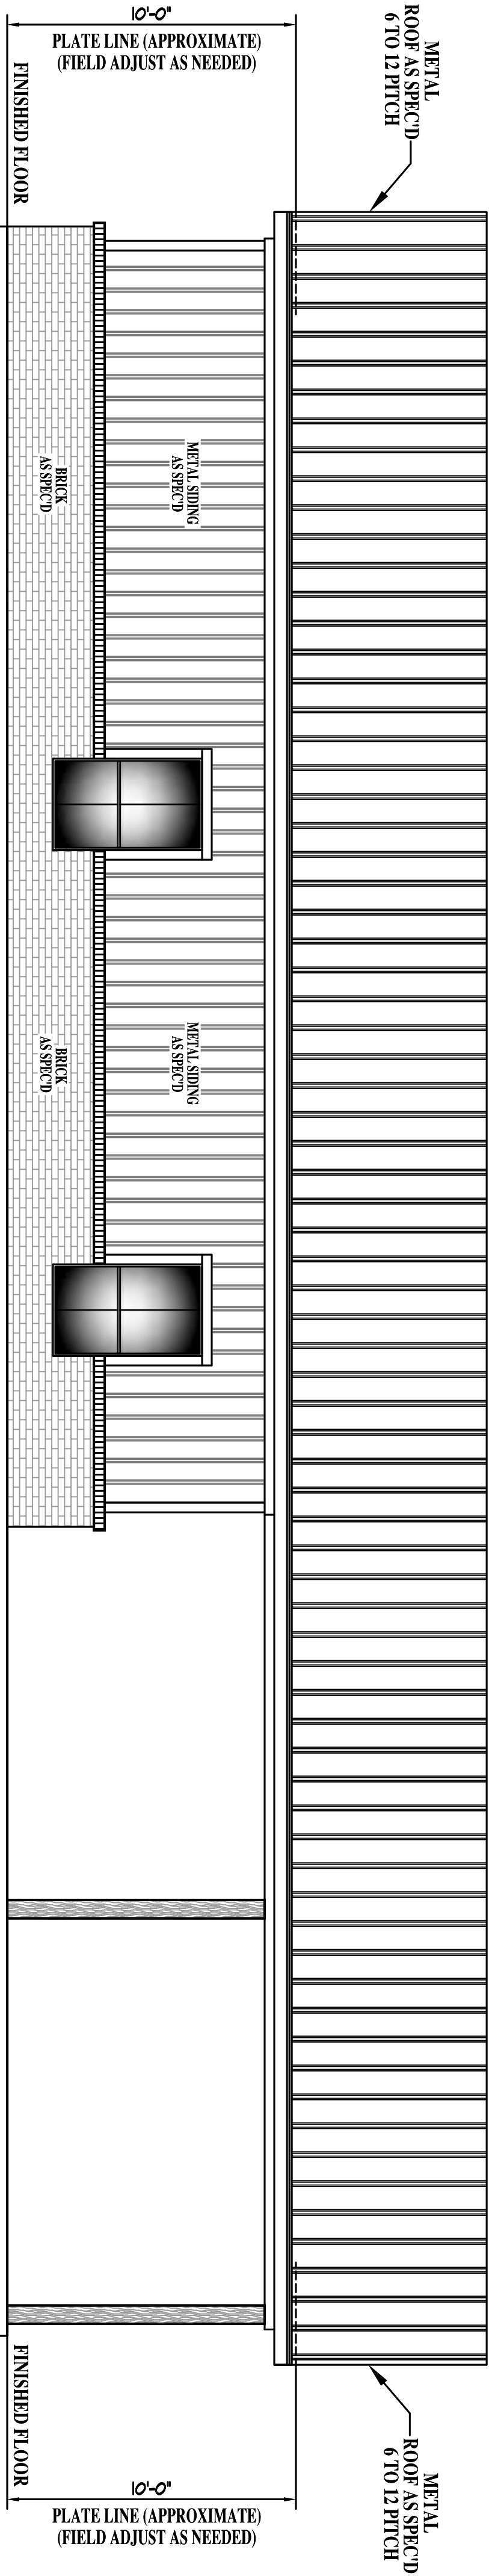 METAL
ROOF AS SPEC'D
6 TO 12 PITCH
10'-0"
PLATE LINE (APPROXIMATE)
(FIELD ADJUST AS NEEDED)
FINISHED FLOOR
METAL SIDING
AS SPEC'D
BRICK
AS SPEC'D
METAL SIDING
AS SPEC'D
BRICK
AS SPEC'D
METAL
ROOF AS SPEC'D
6 TO 12 PITCH
10'-0"
PLATE LINE (APPROXIMATE)
(FIELD ADJUST AS NEEDED)
FINISHED FLOOR